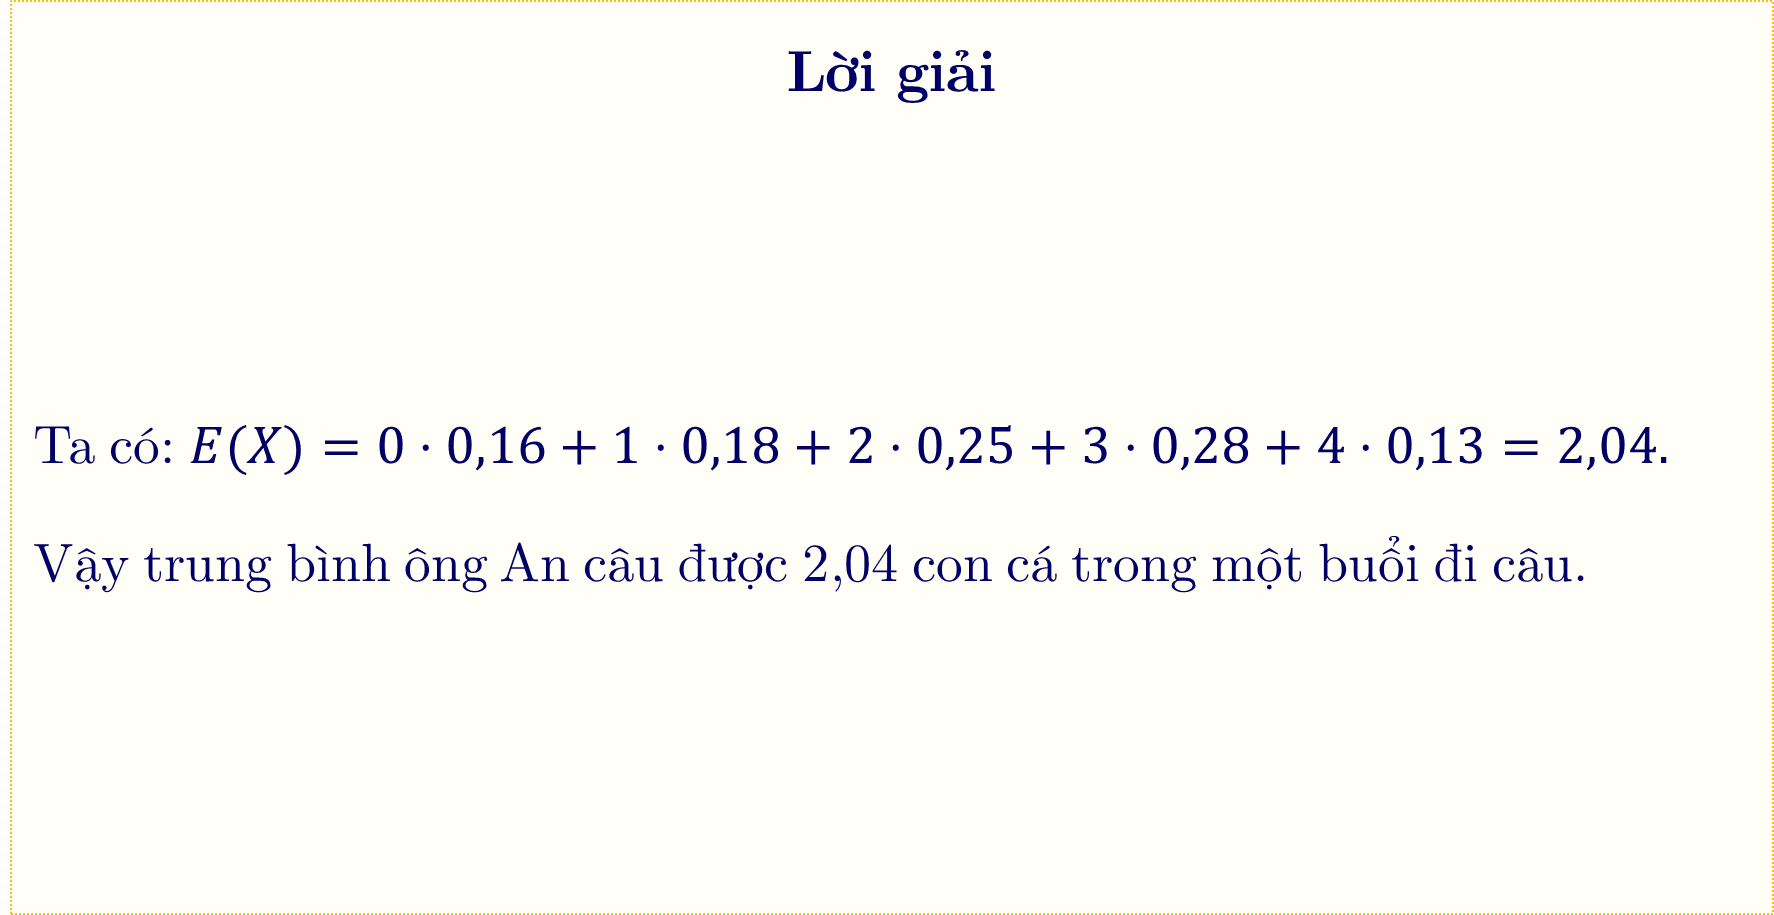 Lời giải
Ta có: E(X) = 0 · 0,16 + 1 · 0,18 + 2 · 0,25 + 3 · 0,28 + 4 · 0,13 = 2,04.
Vậy trung bình ông An câu được 2,04 con cá trong một buổi đi câu.